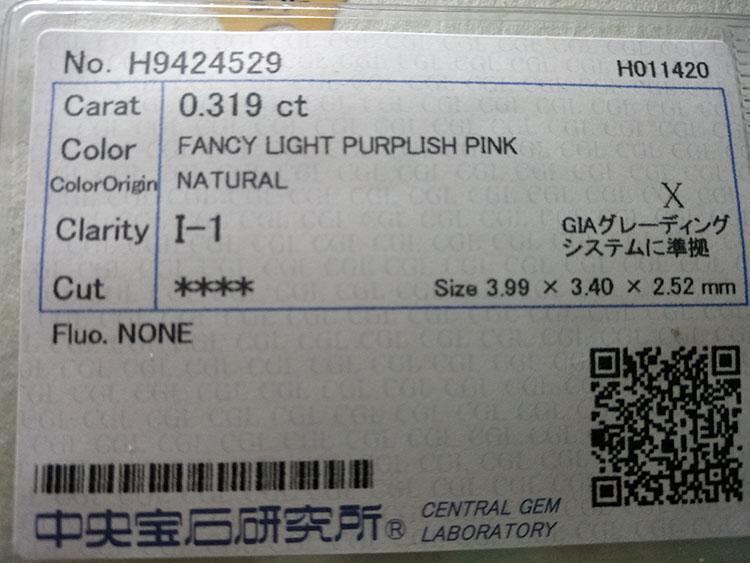 No. H9424529
H011420
Carat 0.319 ct
Color FANCY LIGHT PURPLISH PINK
ColorOrigin NATURAL
X
Clarity I-1
GIAグレーディング
システムに準拠
Cut ****
Size 3.99 × 3.40 × 2.52 mm
Fluo. NONE
中央宝石研究所®
CENTRAL GEM
LABORATORY